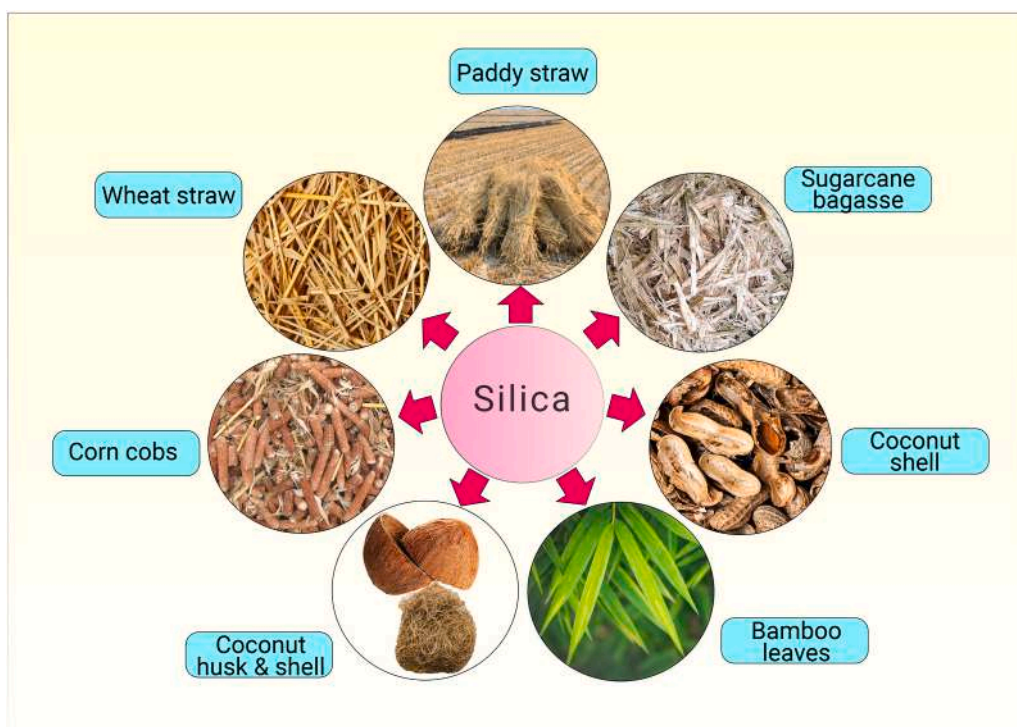 Paddy straw
Wheat straw
Sugarcane
bagasse
Silica
Corn cobs
Coconut
shell
Coconut
husk & shell
Bamboo
leaves